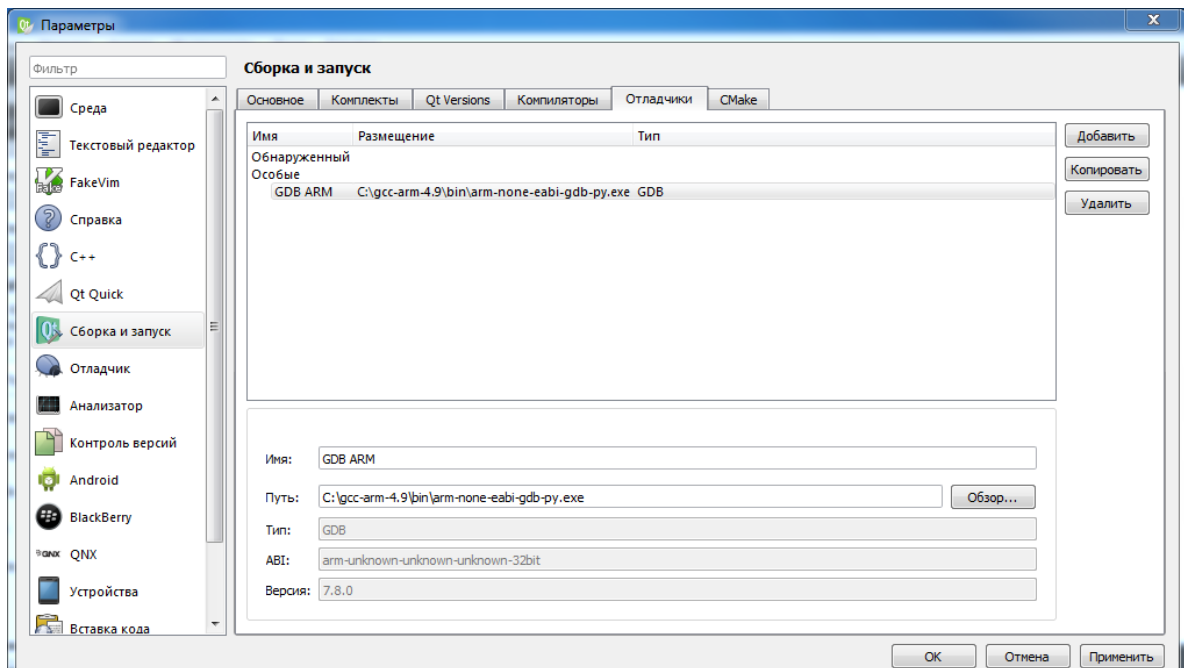 Параметры
Фильтр
Среда
Текстовый редактор
FakeVim
Справка
C++
Qt Quick
Сборка и запуск
Отладчик
Анализатор
Контроль версий
Android
BlackBerry
QNX
Устройства
Вставка кода
Сборка и запуск
Основное Комплекты Qt Versions Компиляторы Отладчики CMake
Имя Размещение Тип
Обнаруженный
Особые
GDB ARM C:\gcc-arm-4.9\bin\arm-none-eabi-gdb-py.exe GDB
Добавить
Копировать
Удалить
Имя: GDB ARM
Путь: C:\gcc-arm-4.9\bin\arm-none-eabi-gdb-py.exe Обзор...
Тип: GDB
ABI: arm-unknown-unknown-unknown-32bit
Версия: 7.8.0
OK Отмена Применить